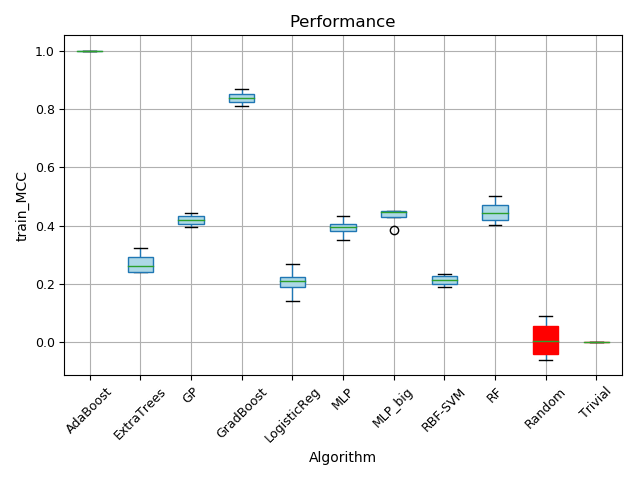 Performance
train_MCC
1.0
0.8
0.6
0.4
0.2
0.0
AdaBoost
ExtraTrees
GP
GradBoost
LogisticReg
MLP
MLP_big
RBF-SVM
RF
Random
Trivial
Algorithm